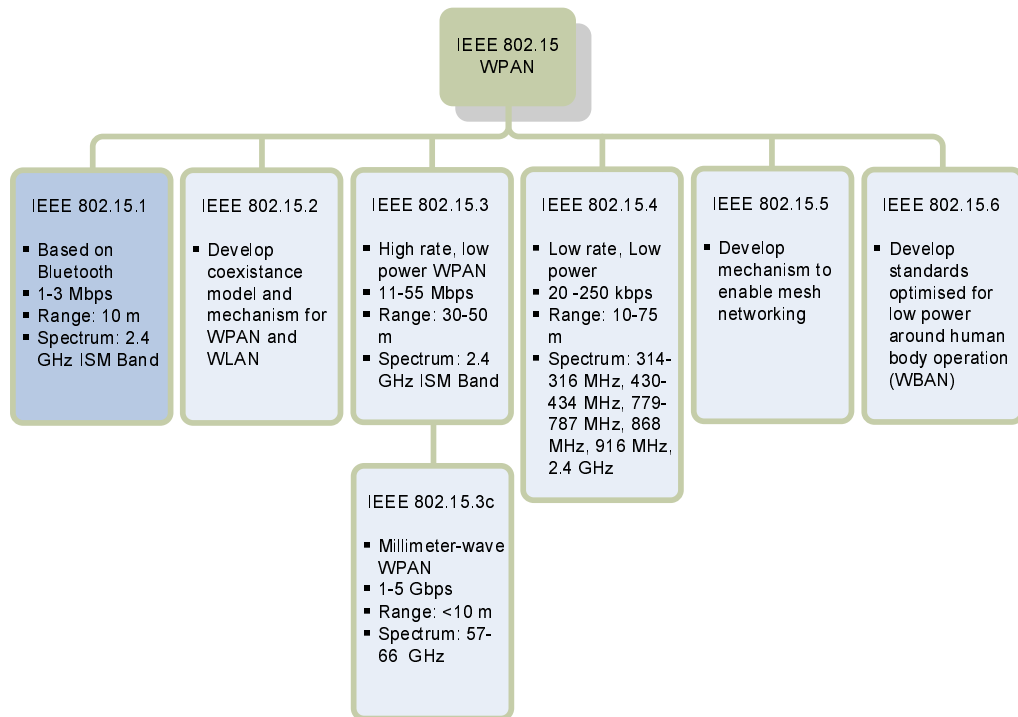 IEEE 802.15
WPAN
IEEE 802.15.1
▪ Based on
Bluetooth
▪ 1-3 Mbps
▪ Range: 10 m
▪ Spectrum: 2.4
GHz ISM Band
IEEE 802.15.2
▪ Develop
coexistance
model and
mechanism for
WPAN and
WLAN
IEEE 802.15.3
▪ High rate, low
power WPAN
▪ 11-55 Mbps
▪ Range: 30-50
m
▪ Spectrum: 2.4
GHz ISM Band
IEEE 802.15.4
▪ Low rate, Low
power
▪ 20 -250 kbps
▪ Range: 10-75
m
▪ Spectrum: 314-
316 MHz, 430-
434 MHz, 779-
787 MHz, 868
MHz, 916 MHz,
2.4 GHz
IEEE 802.15.5
▪ Develop
mechanism to
enable mesh
networking
IEEE 802.15.6
▪ Develop
standards
optimised for
low power
around human
body operation
(WBAN)
IEEE 802.15.3c
▪ Millimeter-wave
WPAN
▪ 1-5 Gbps
▪ Range: <10 m
▪ Spectrum: 57-
66 GHz